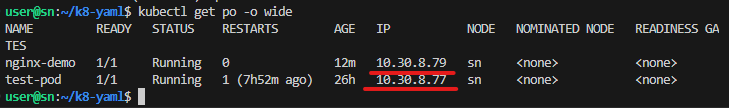 user@sn:~/k8-yaml$ kubectl get po -o wide
NAME READY STATUS RESTARTS AGE IP NODE NOMINATED NODE READINESS GA
TES
nginx-demo 1/1 Running 0 12m 10.30.8.79 sn <none> <none>
test-pod 1/1 Running 1 (7h52m ago) 26h 10.30.8.77 sn <none> <none>
user@sn:~/k8-yaml$